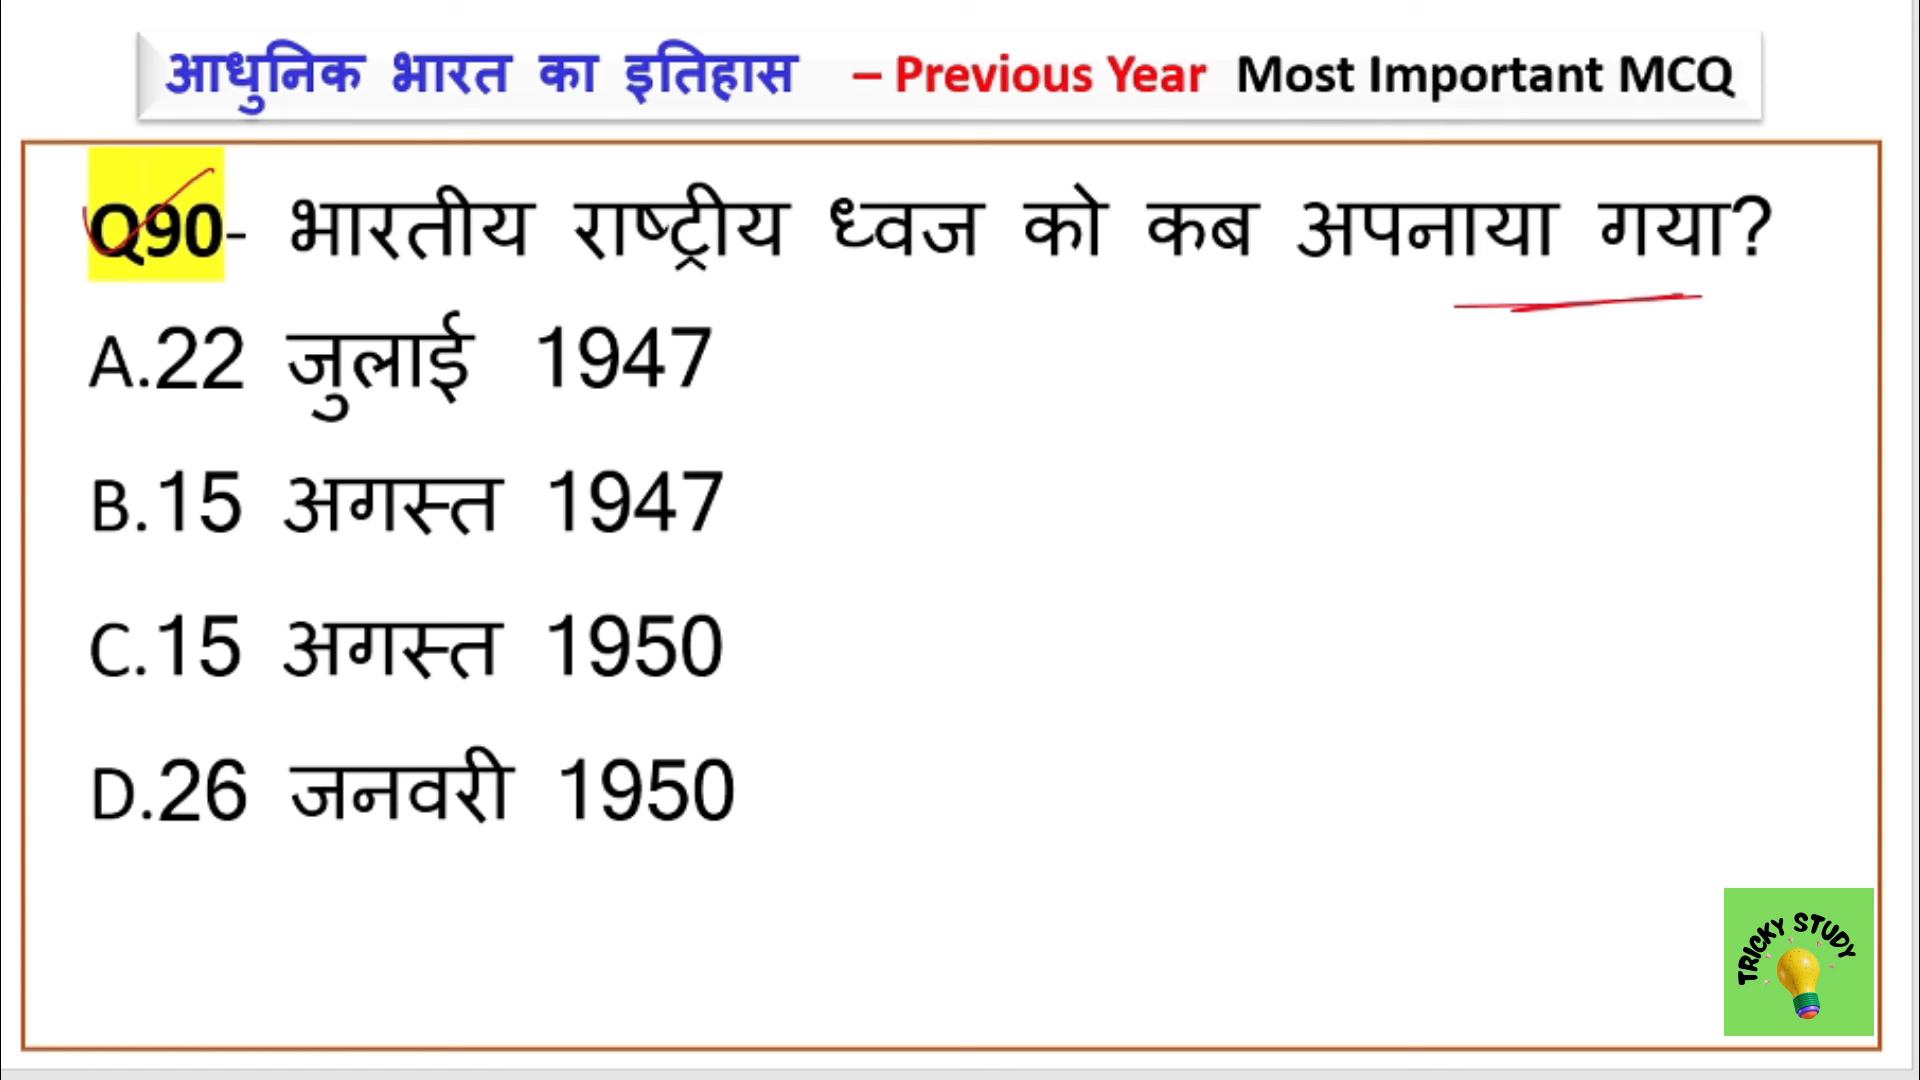 आधुनिक भारत का इतिहास – Previous Year Most Important MCQ
Q90- भारतीय राष्ट्रीय ध्वज को कब अपनाया गया?
A.22 जुलाई 1947
B.15 अगस्त 1947
C.15 अगस्त 1950
D.26 जनवरी 1950
TRICKY STUDY